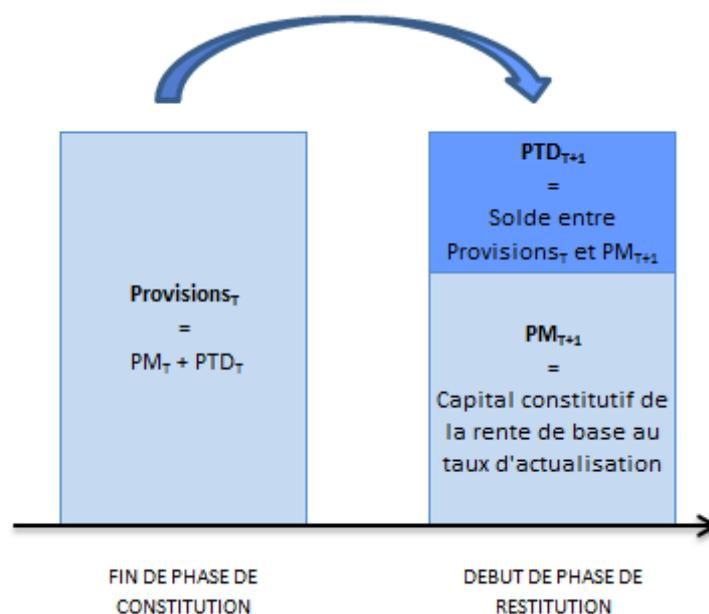 Provisions_T
=
PM_T + PTD_T
PTD_T+1
=
Solde entre
Provisions_T et PM_T+1
PM_T+1
=
Capital constitutif de
la rente de base au
taux d'actualisation
FIN DE PHASE DE
CONSTITUTION
DEBUT DE PHASE DE
RESTITUTION